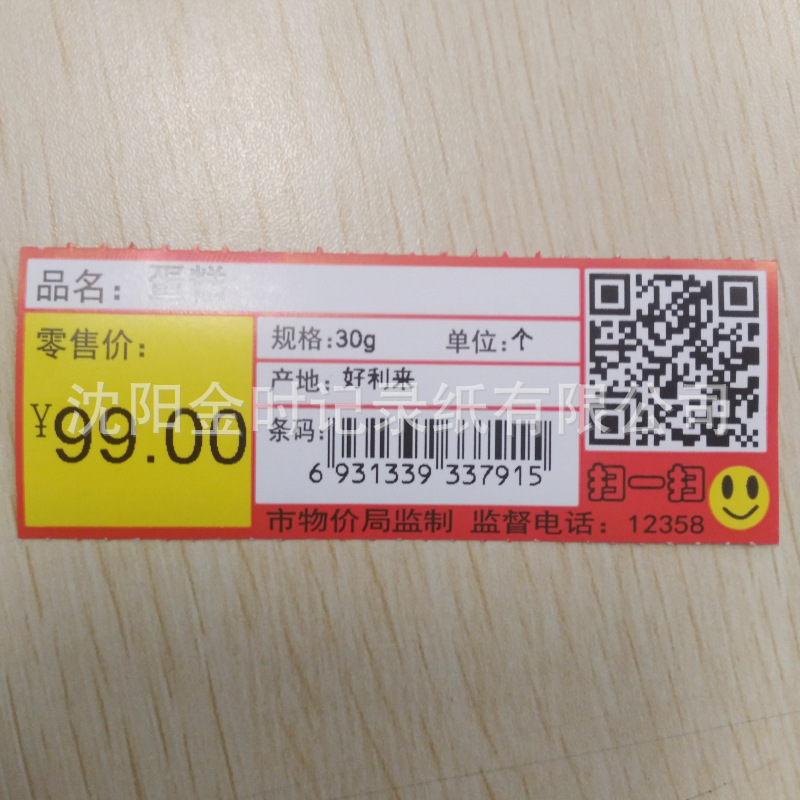 品名：蛋糕
零售价：
¥99.00
规格:30g 单位:个
产地：好利来
条码：
6 931339 337915
扫一扫
市物价局监制 监督电话：12358
沈阳金时记录纸有限公司